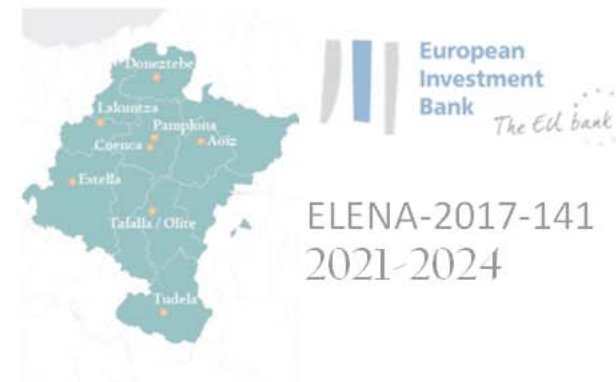 Doneztebe
Lakuntza
Pamplona
Aoiz
Cuenca
Estella
Tafalla / Olite
Tudela
European
Investment
Bank
The EU bank
ELENA-2017-141
2021-2024